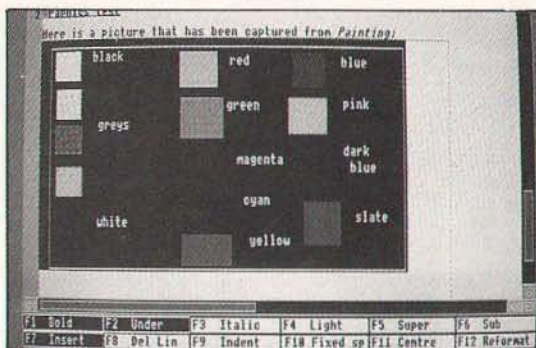 Graphics test
Here is a picture that has been captured from Painting;
black red blue
green pink
greys
magenta dark
blue
cyan
white slate
yellow
F1 Bold F2 Under F3 Italic F4 Light F5 Super F6 Sub
F7 Insert F8 Del Lin F9 Indent F10 Fixed sp F11 Centre F12 Reformat